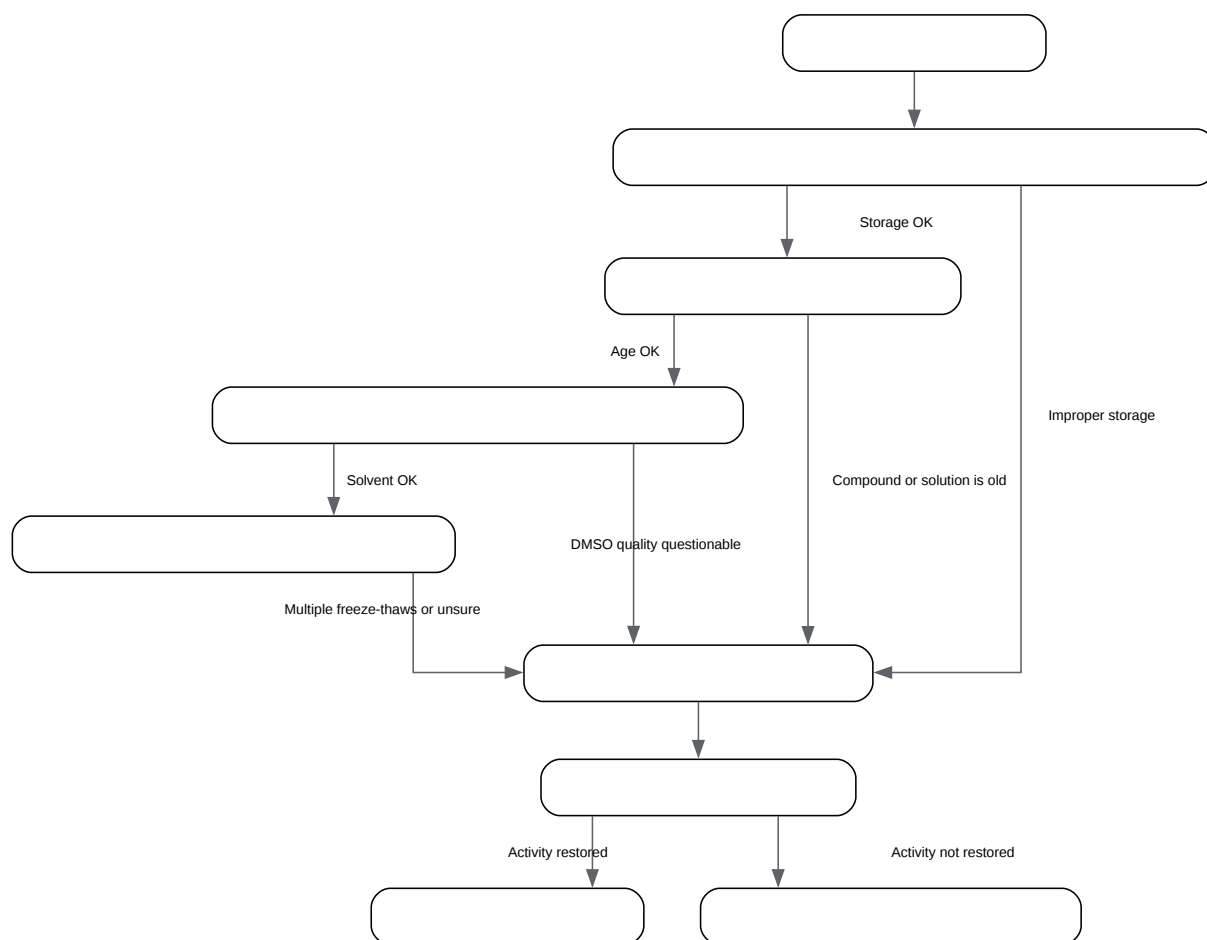 Storage OK
Age OK
Improper storage
Solvent OK
Compound or solution is old
DMSO quality questionable
Multiple freeze-thaws or unsure
Activity restored
Activity not restored